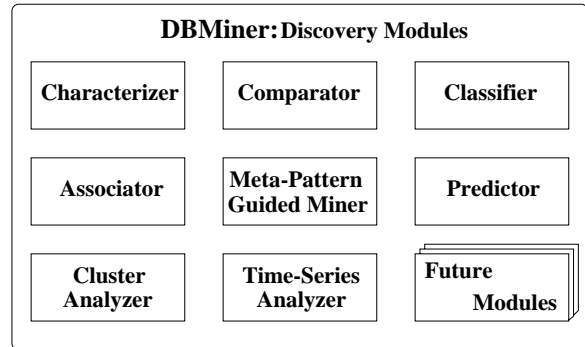 DBMiner: Discovery Modules
Characterizer
Comparator
Classifier
Associator
Meta-Pattern
Guided Miner
Predictor
Cluster
Analyzer
Time-Series
Analyzer
Future
Modules